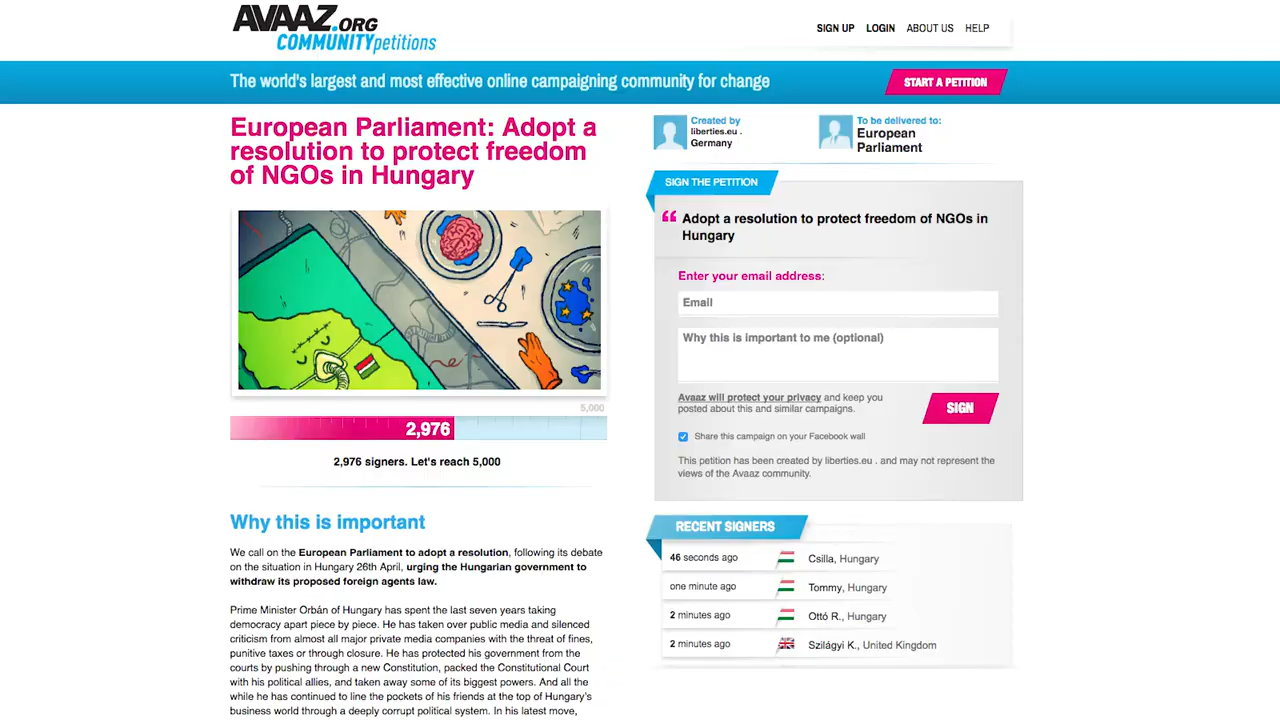 AVAAZ.ORG
COMMUNITYpetitions
SIGN UP LOGIN ABOUT US HELP
The world's largest and most effective online campaigning community for change
START A PETITION
European Parliament: Adopt a
resolution to protect freedom
of NGOs in Hungary
5,000
2,976
2,976 signers. Let's reach 5,000
Why this is important
We call on the European Parliament to adopt a resolution, following its debate
on the situation in Hungary 26th April, urging the Hungarian government to
withdraw its proposed foreign agents law.
Prime Minister Orbán of Hungary has spent the last seven years taking
democracy apart piece by piece. He has taken over public media and silenced
criticism from almost all major private media companies with the threat of fines,
punitive taxes or through closure. He has protected his government from the
courts by pushing through a new Constitution, packed the Constitutional Court
with his political allies, and taken away some of its biggest powers. And all the
while he has continued to line the pockets of his friends at the top of Hungary's
business world through a deeply corrupt political system. In his latest move,
Created by
liberties.eu .
Germany
To be delivered to:
European
Parliament
SIGN THE PETITION
Adopt a resolution to protect freedom of NGOs in
Hungary
Enter your email address:
Email
Why this is important to me (optional)
Avaaz will protect your privacy and keep you
posted about this and similar campaigns.
SIGN
Share this campaign on your Facebook wall
This petition has been created by liberties.eu . and may not represent the
views of the Avaaz community.
RECENT SIGNERS
46 seconds ago Csilla, Hungary
one minute ago Tommy, Hungary
2 minutes ago Ottó R., Hungary
2 minutes ago Szilágyi K., United Kingdom